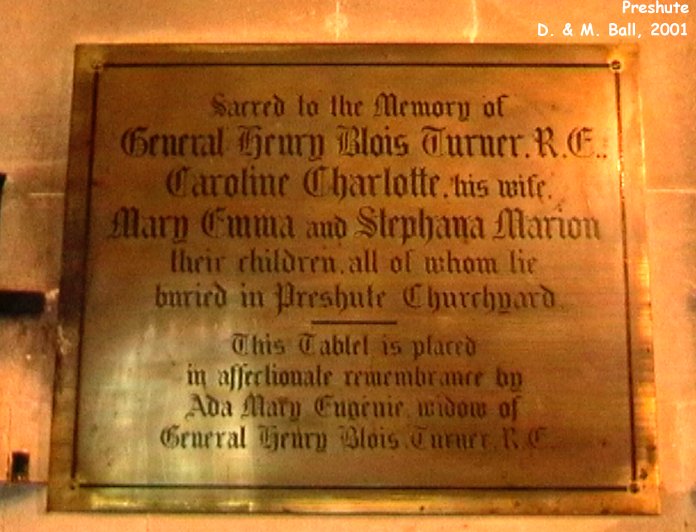 Preshute
D. & M. Ball, 2001
Sacred to the Memory of
General Henry Blois Turner, R.E.,
Caroline Charlotte, his wife,
Mary Emma and Stephana Marion
their children, all of whom lie
buried in Preshute Churchyard.
This Tablet is placed
in affectionate remembrance by
Ada Mary Eugenie, widow of
General Henry Blois Turner, R.E.